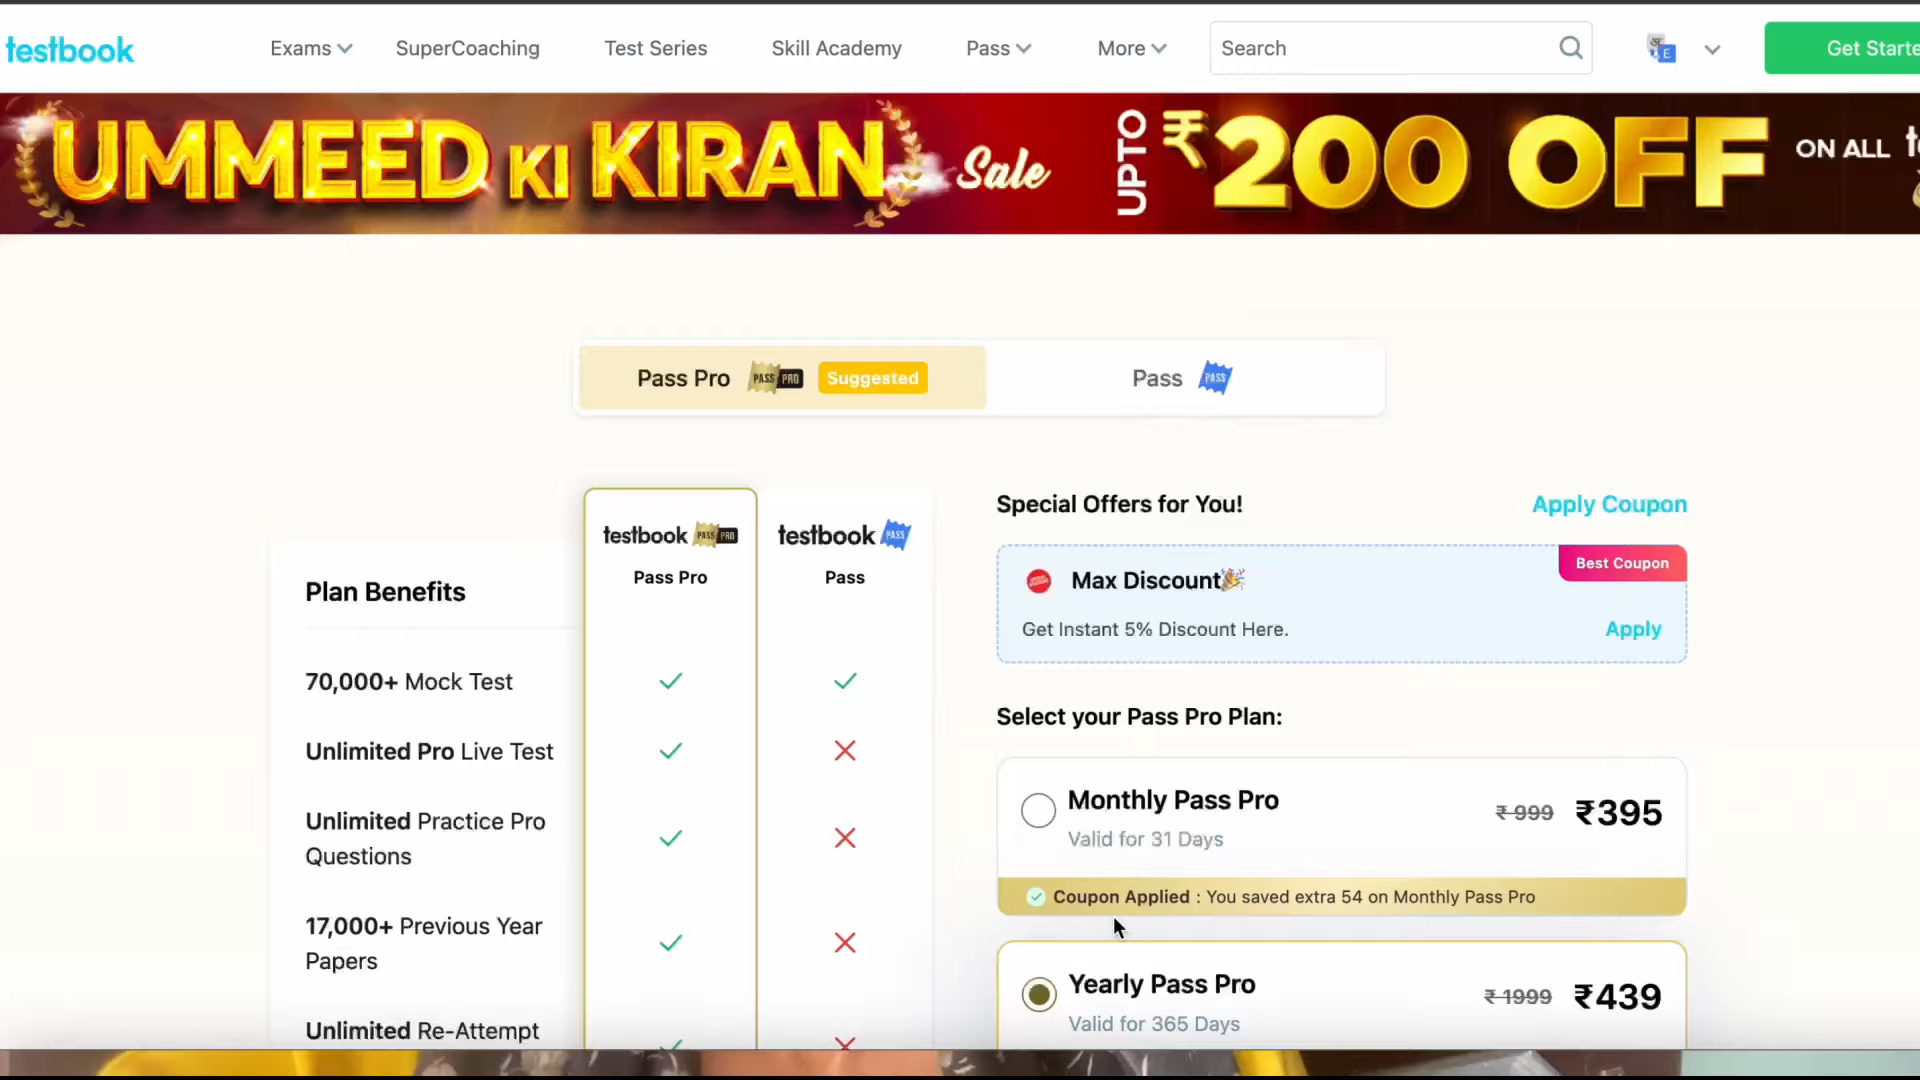 testbook
Exams
SuperCoaching
Test Series
Skill Academy
Pass
More
Search
E
Get Starte
UMMEED KI KIRAN Sale UPTO ₹200 OFF ON ALL t
Pass Pro PASS PRO Suggested
Pass PASS
testbook PASS PRO
Pass Pro
testbook PASS
Pass
Plan Benefits
70,000+ Mock Test
Unlimited Pro Live Test
Unlimited Practice Pro
Questions
17,000+ Previous Year
Papers
Unlimited Re-Attempt
Special Offers for You!
Apply Coupon
Best Coupon
Max Discount🎉
Get Instant 5% Discount Here.
Apply
Select your Pass Pro Plan:
Monthly Pass Pro
₹ 999 ₹395
Valid for 31 Days
Coupon Applied : You saved extra 54 on Monthly Pass Pro
Yearly Pass Pro
₹ 1999 ₹439
Valid for 365 Days